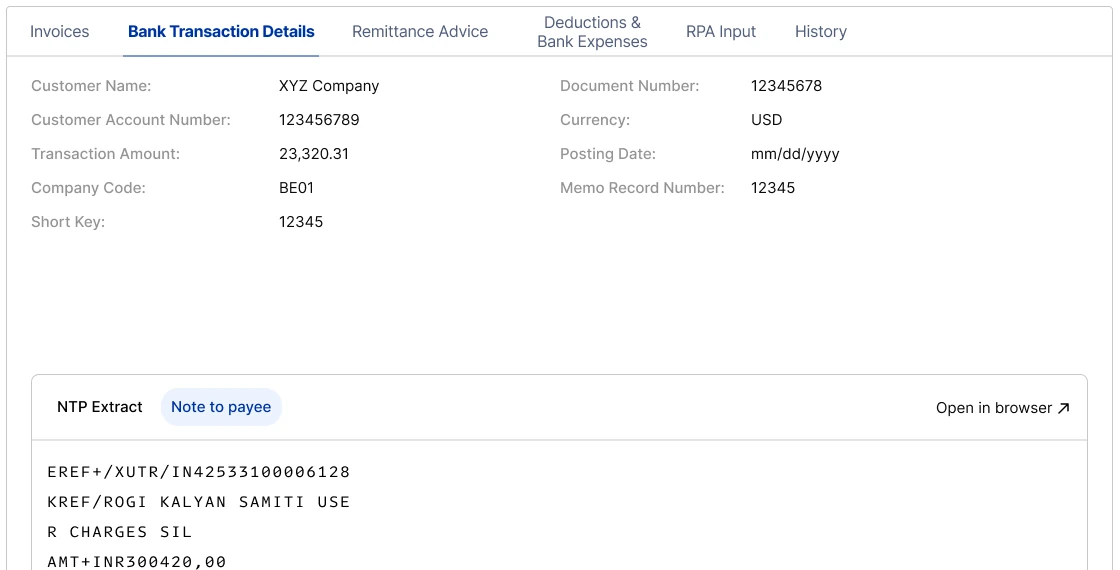 Invoices
Bank Transaction Details
Remittance Advice
Deductions &
Bank Expenses
RPA Input
History
Customer Name: XYZ Company
Document Number: 12345678
Customer Account Number: 123456789
Currency: USD
Transaction Amount: 23,320.31
Posting Date: mm/dd/yyyy
Company Code: BE01
Memo Record Number: 12345
Short Key: 12345
NTP Extract
Note to payee
Open in browser
EREF+/XUTR/IN42533100006128
KREF/ROGI KALYAN SAMITI USE
R CHARGES SIL
AMT+INR300420,00